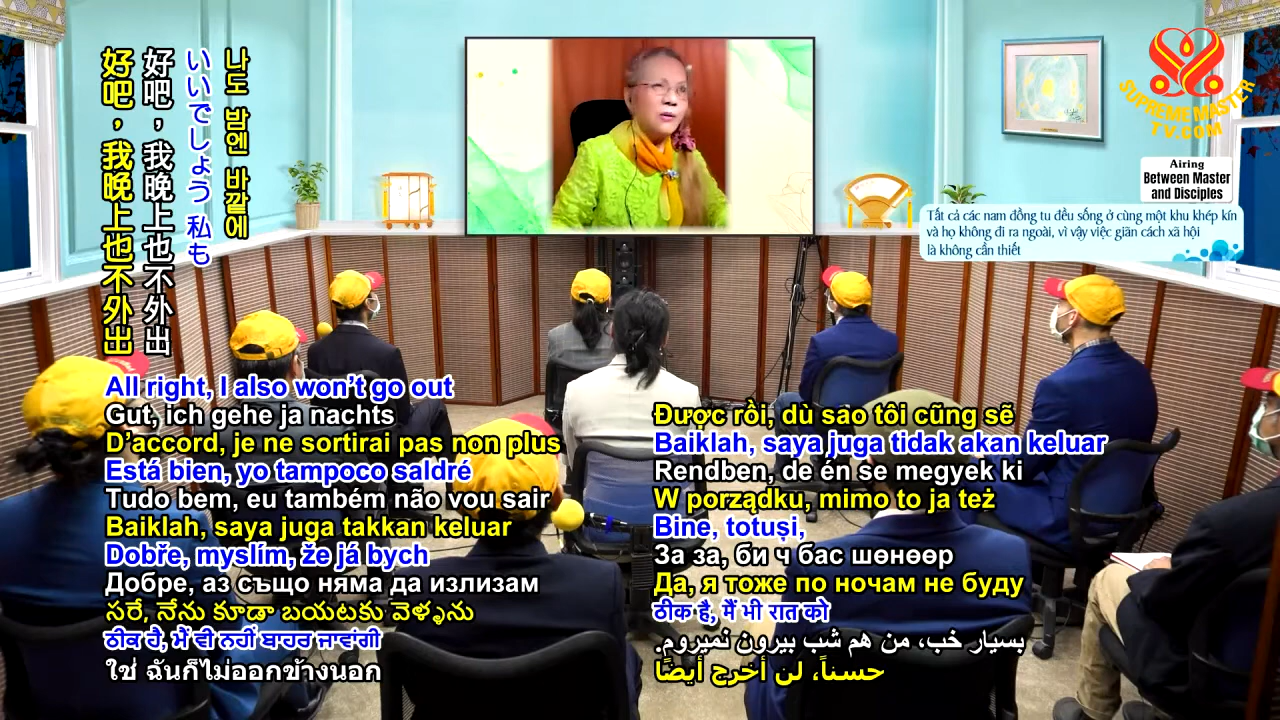 好吧，我晚上也不外出
好吧，我晚上也不外出
いいでしょう 私も
나도 밤엔 바깥에
SUPREME MASTER
TV.COM
Airing
Between Master
and Disciples
Tất cả các nam đồng tu đều sống ở cùng một khu khép kín
và họ không đi ra ngoài, vì vậy việc giãn cách xã hội
là không cần thiết
All right, I also won’t go out
Gut, ich gehe ja nachts
D’accord, je ne sortirai pas non plus
Está bien, yo tampoco saldré
Tudo bem, eu também não vou sair
Baiklah, saya juga takkan keluar
Dobře, myslím, že já bych
Добре, аз също няма да излизам
సరే, నేను కూడా బయటకు వెళ్ళను
ਠੀਕ ਹੈ, ਮੈਂ ਵੀ ਨਹੀਂ ਬਾਹਰ ਜਾਵਾਂਗੀ
ใช่ ฉันก็ไม่ออกข้างนอก
Được rồi, dù sao tôi cũng sẽ
Baiklah, saya juga tidak akan keluar
Rendben, de én se megyek ki
W porządku, mimo to ja też
Bine, totuși,
За за, би ч бас шөнөөр
Да, я тоже по ночам не буду
ठीक है, मैं भी रात को
بسیار خب، من هم شب بیرون نمیروم.
حسناً، لن أخرج أيضًا